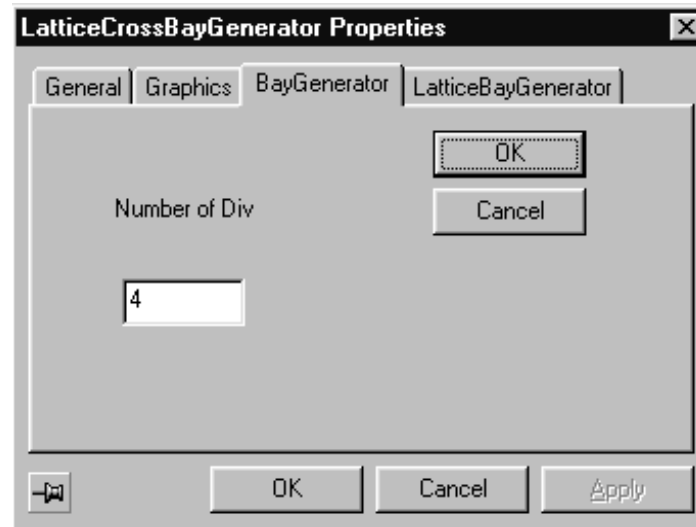 LatticeCrossBayGenerator Properties
General Graphics BayGenerator LatticeBayGenerator
OK
Number of Div
Cancel
4
OK Cancel Apply